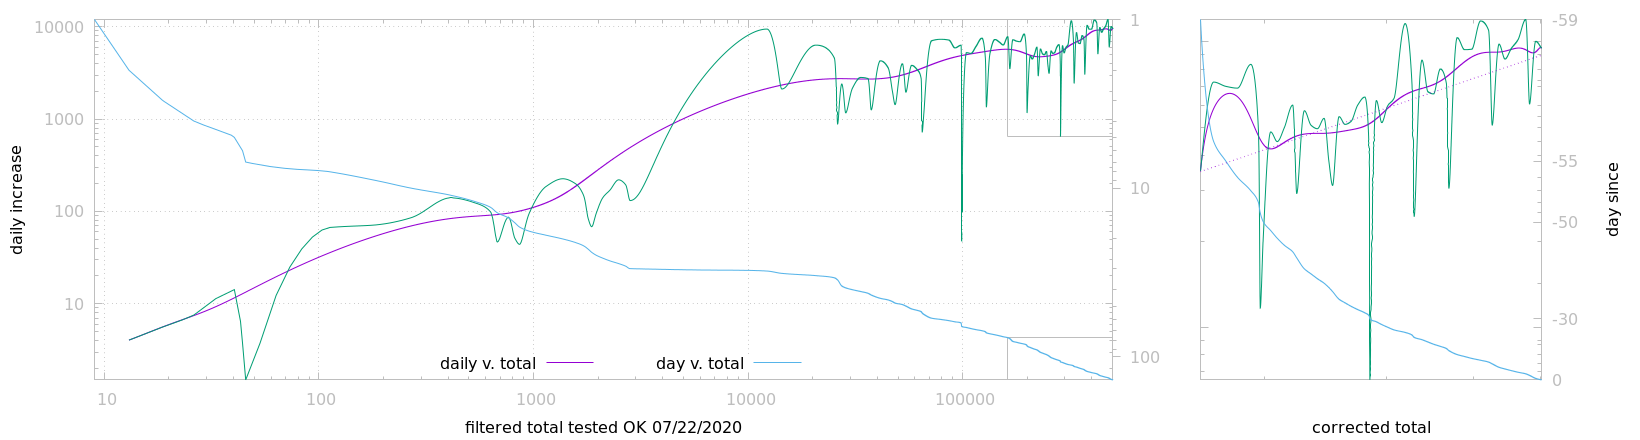 10000
1000
100
10
daily increase
10
100
1000
10000
100000
1
10
100
daily v. total
day v. total
filtered total tested OK 07/22/2020
-59
-55
-50
-30
0
day since
corrected total